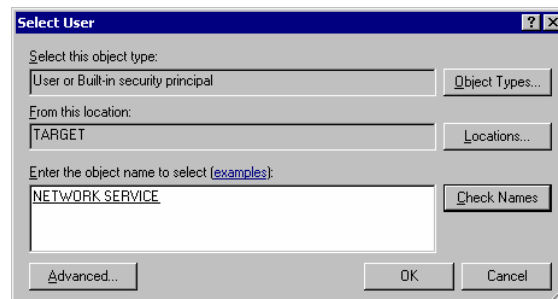 Select User
Select this object type:
User or Built-in security principal
Object Types...
From this location:
TARGET
Locations...
Enter the object name to select (examples):
NETWORK SERVICE
Check Names
Advanced...
OK
Cancel